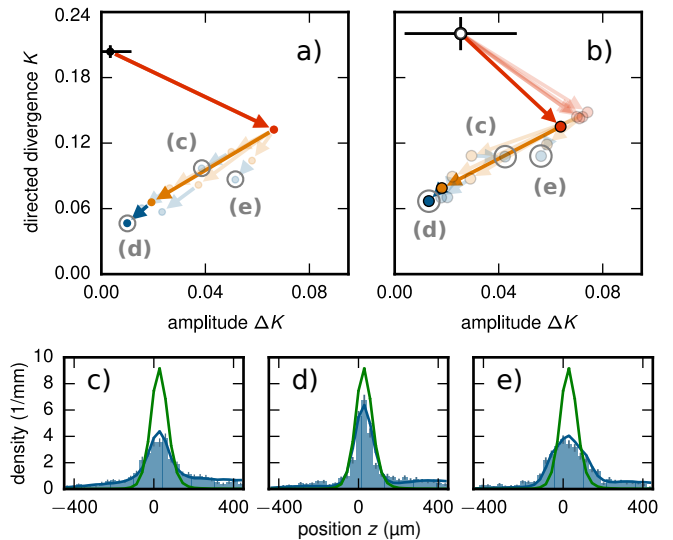 0.24
0.18
0.12
0.06
0.00
directed divergence K
a)
(c)
(e)
(d)
0.00 0.04 0.08
amplitude ΔK
b)
(c)
(e)
(d)
0.00 0.04 0.08
amplitude ΔK
10
8
6
4
2
0
density (1/mm)
c)
d)
e)
−400 0 400
−400 0 400
−400 0 400
position z (μm)